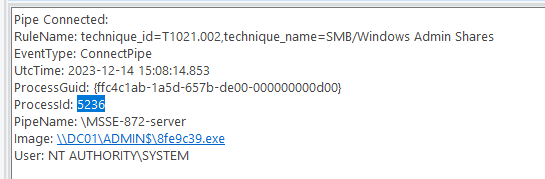 Pipe Connected:
RuleName: technique_id=T1021.002,technique_name=SMB/Windows Admin Shares
EventType: ConnectPipe
UtcTime: 2023-12-14 15:08:14.853
ProcessGuid: {ffc4c1ab-1a5d-657b-de00-000000000d00}
ProcessId: 5236
PipeName: \MSSE-872-server
Image: \\DC01\ADMIN$\8fe9c39.exe
User: NT AUTHORITY\SYSTEM